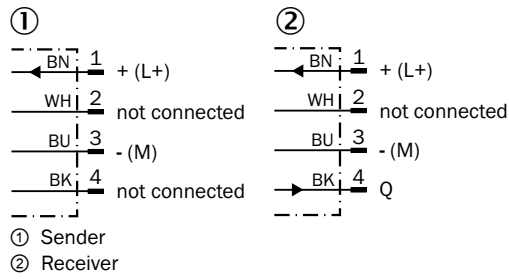 ① ②
BN 1 + (L+) BN 1 + (L+)
WH 2 not connected WH 2 not connected
BU 3 - (M) BU 3 - (M)
BK 4 not connected BK 4 Q
① Sender
② Receiver